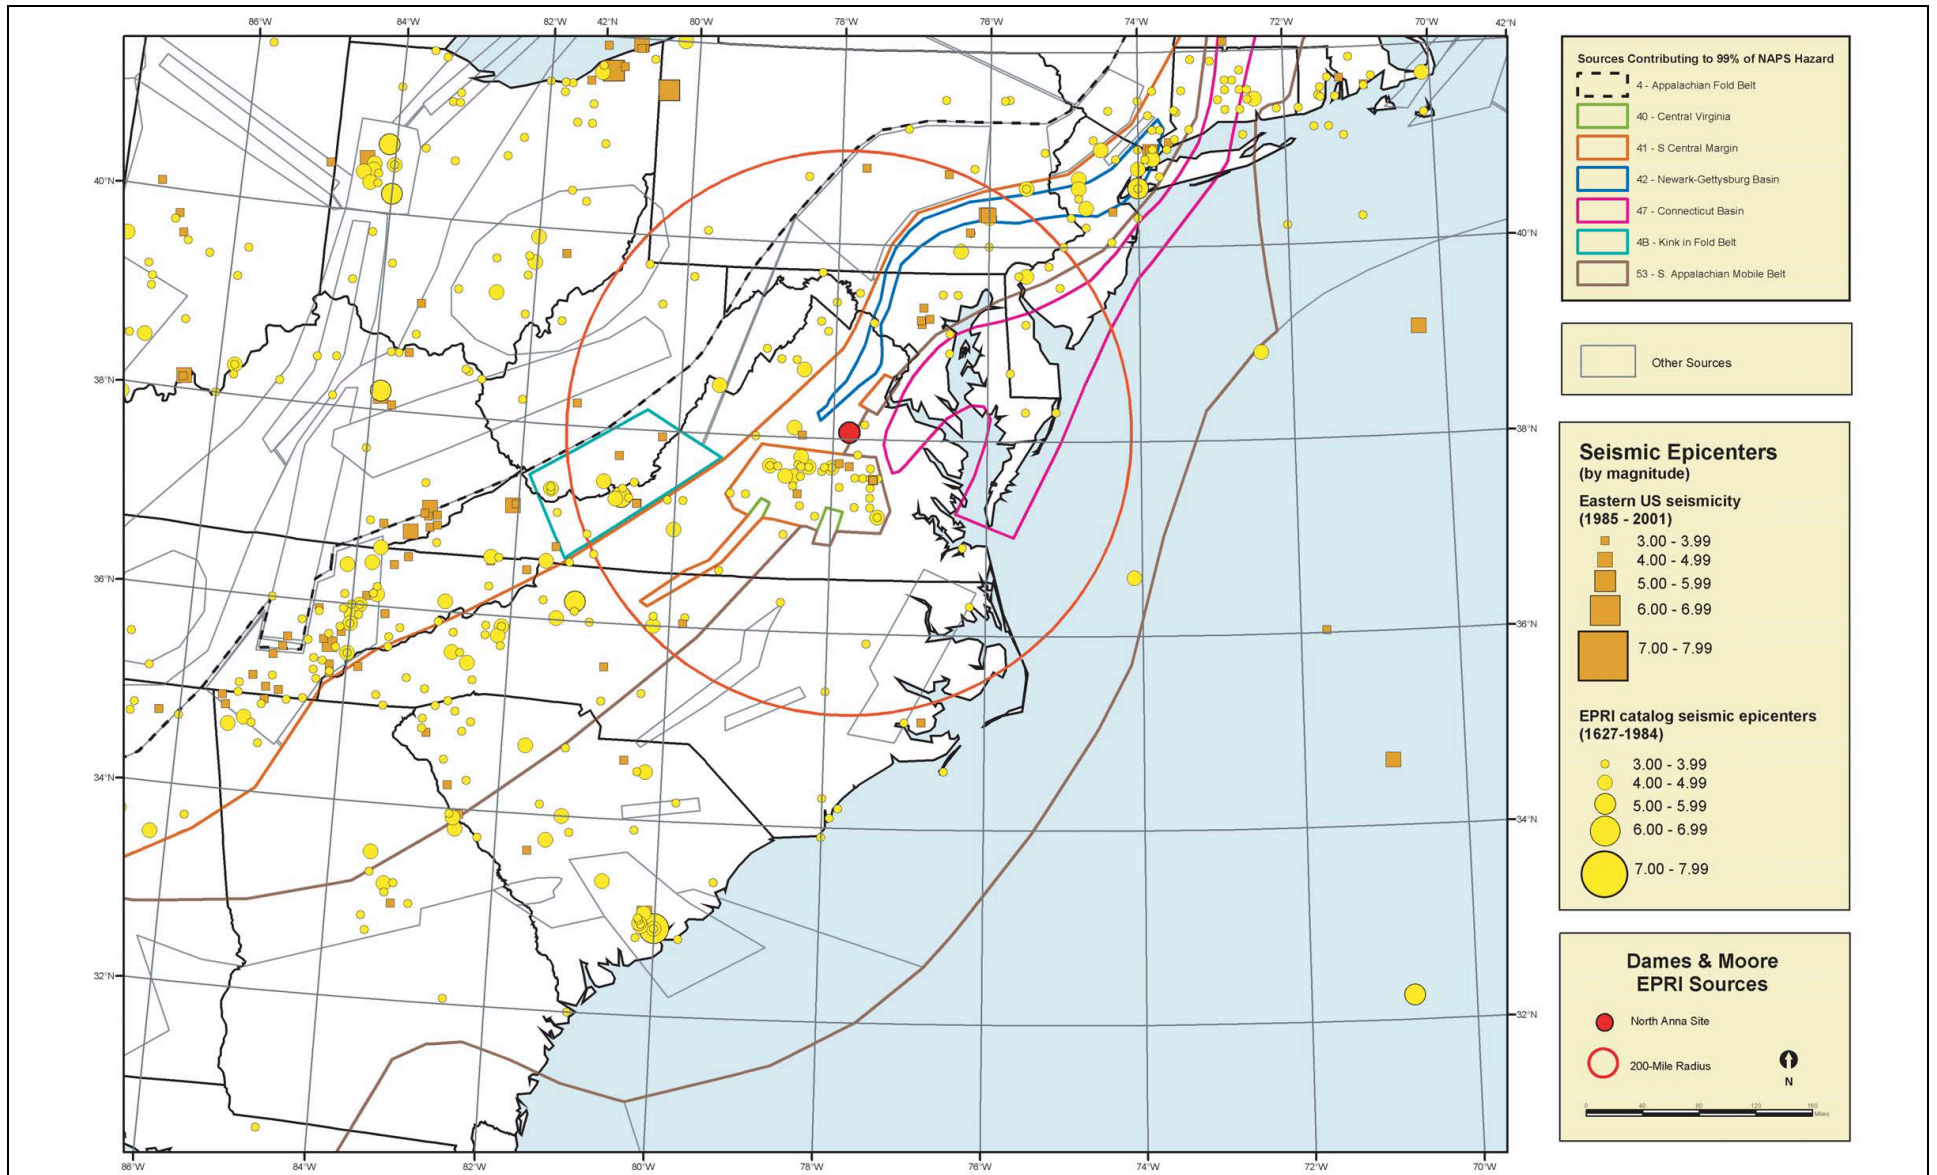 86°W 84°W 82°W 42°N 80°W 78°W 76°W 74°W 72°W 70°W 42°N
40°N
38°N
36°N
34°N
32°N
40°N
38°N
36°N
34°N
32°N
86°W 84°W 82°W 80°W 78°W 76°W 74°W 72°W 70°W
Sources Contributing to 99% of NAPS Hazard
4 - Appalachian Fold Belt
40 - Central Virginia
41 - S Central Margin
42 - Newark-Gettysburg Basin
47 - Connecticut Basin
4B - Kink in Fold Belt
53 - S. Appalachian Mobile Belt
Other Sources
Seismic Epicenters
(by magnitude)
Eastern US seismicity
(1985 - 2001)
3.00 - 3.99
4.00 - 4.99
5.00 - 5.99
6.00 - 6.99
7.00 - 7.99
EPRI catalog seismic epicenters
(1627-1984)
3.00 - 3.99
4.00 - 4.99
5.00 - 5.99
6.00 - 6.99
7.00 - 7.99
Dames & Moore
EPRI Sources
North Anna Site
200-Mile Radius
N
0 40 80 120 160
Miles